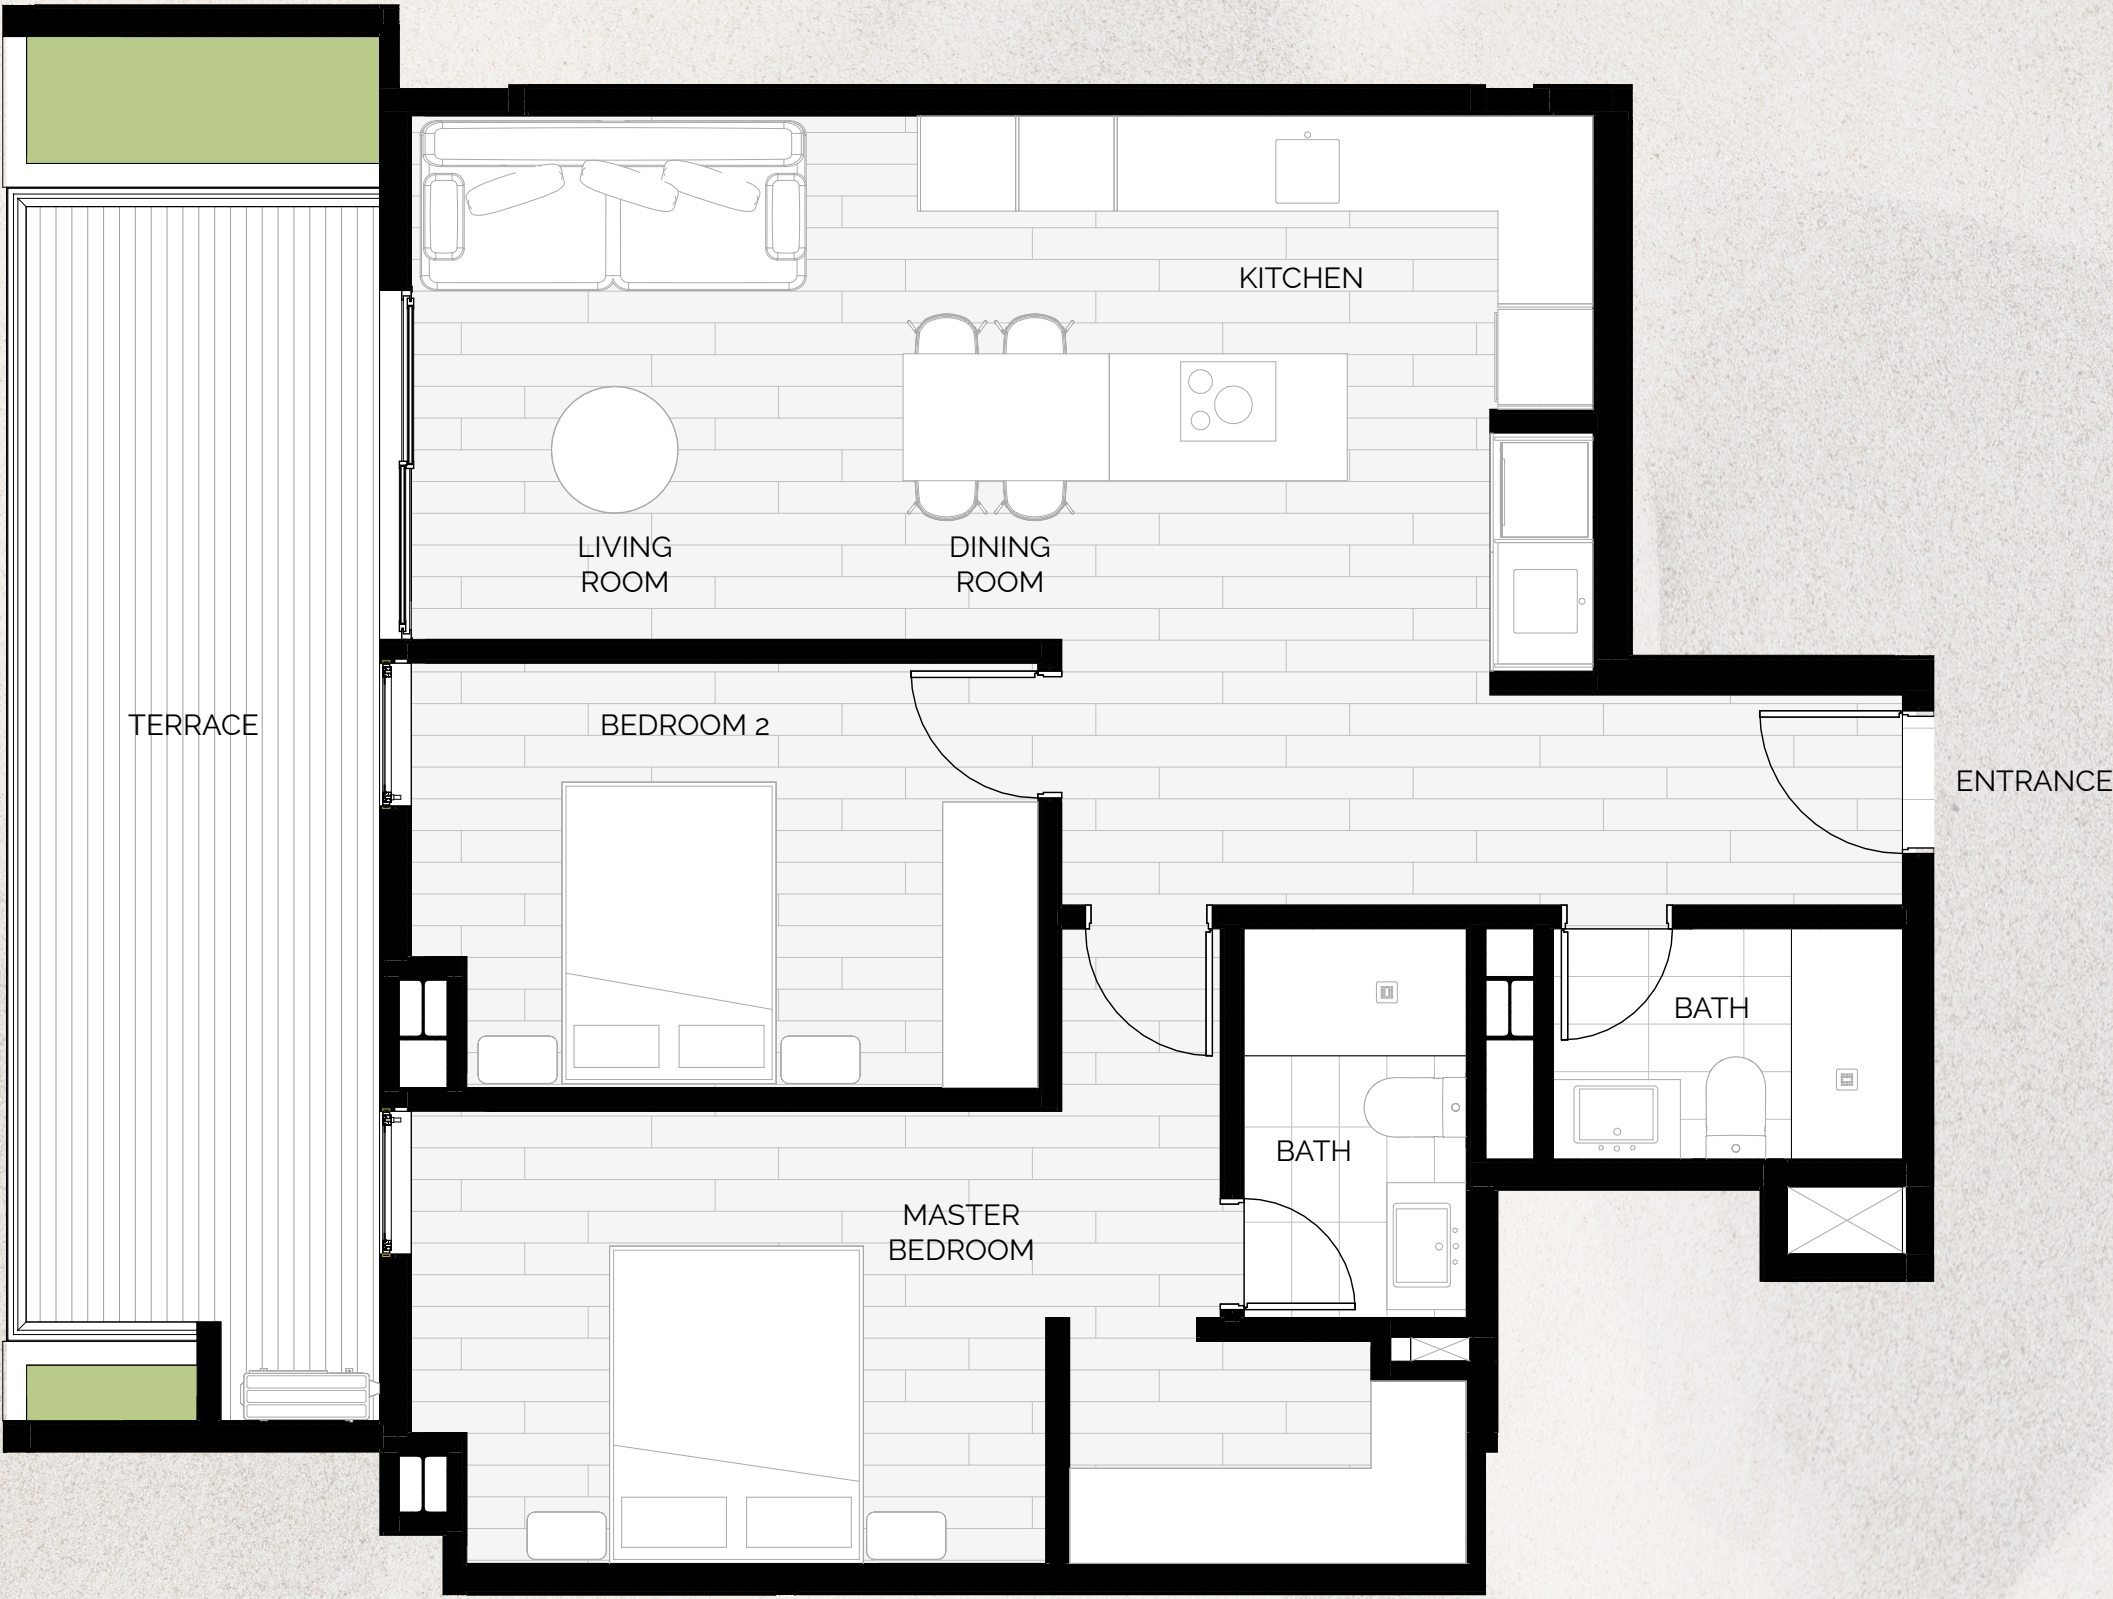 KITCHEN
LIVING
ROOM
DINING
ROOM
TERRACE
BEDROOM 2
ENTRANCE
BATH
BATH
MASTER
BEDROOM